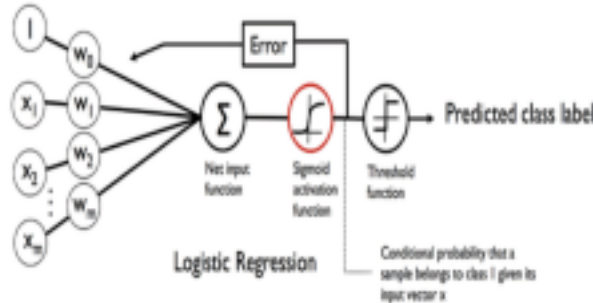 1
w0
Error
x1
w1
Σ
Predicted class label
x2
w2
Net input
function
Sigmoid
activation
function
Threshold
function
wm
xm
Logistic Regression
Conditional probability that a
sample belongs to class 1 given its
input vector x